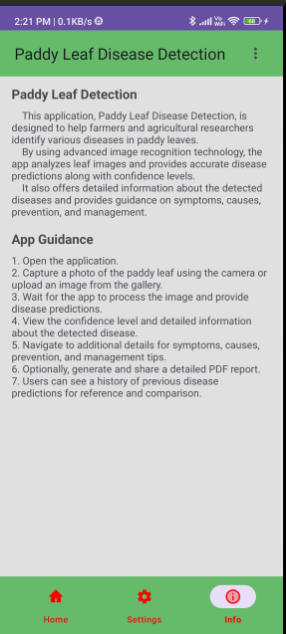 2:21 PM | 0.1KB/s
Vo
WiFi
68
Paddy Leaf Disease Detection
Paddy Leaf Detection
This application, Paddy Leaf Disease Detection, is
designed to help farmers and agricultural researchers
identify various diseases in paddy leaves.
By using advanced image recognition technology, the
app analyzes leaf images and provides accurate disease
predictions along with confidence levels.
It also offers detailed information about the detected
diseases and provides guidance on symptoms, causes,
prevention, and management.
App Guidance
1. Open the application.
2. Capture a photo of the paddy leaf using the camera or
upload an image from the gallery.
3. Wait for the app to process the image and provide
disease predictions.
4. View the confidence level and detailed information
about the detected disease.
5. Navigate to additional details for symptoms, causes,
prevention, and management tips.
6. Optionally, generate and share a detailed PDF report.
7. Users can see a history of previous disease
predictions for reference and comparison.
Home
Settings
Info